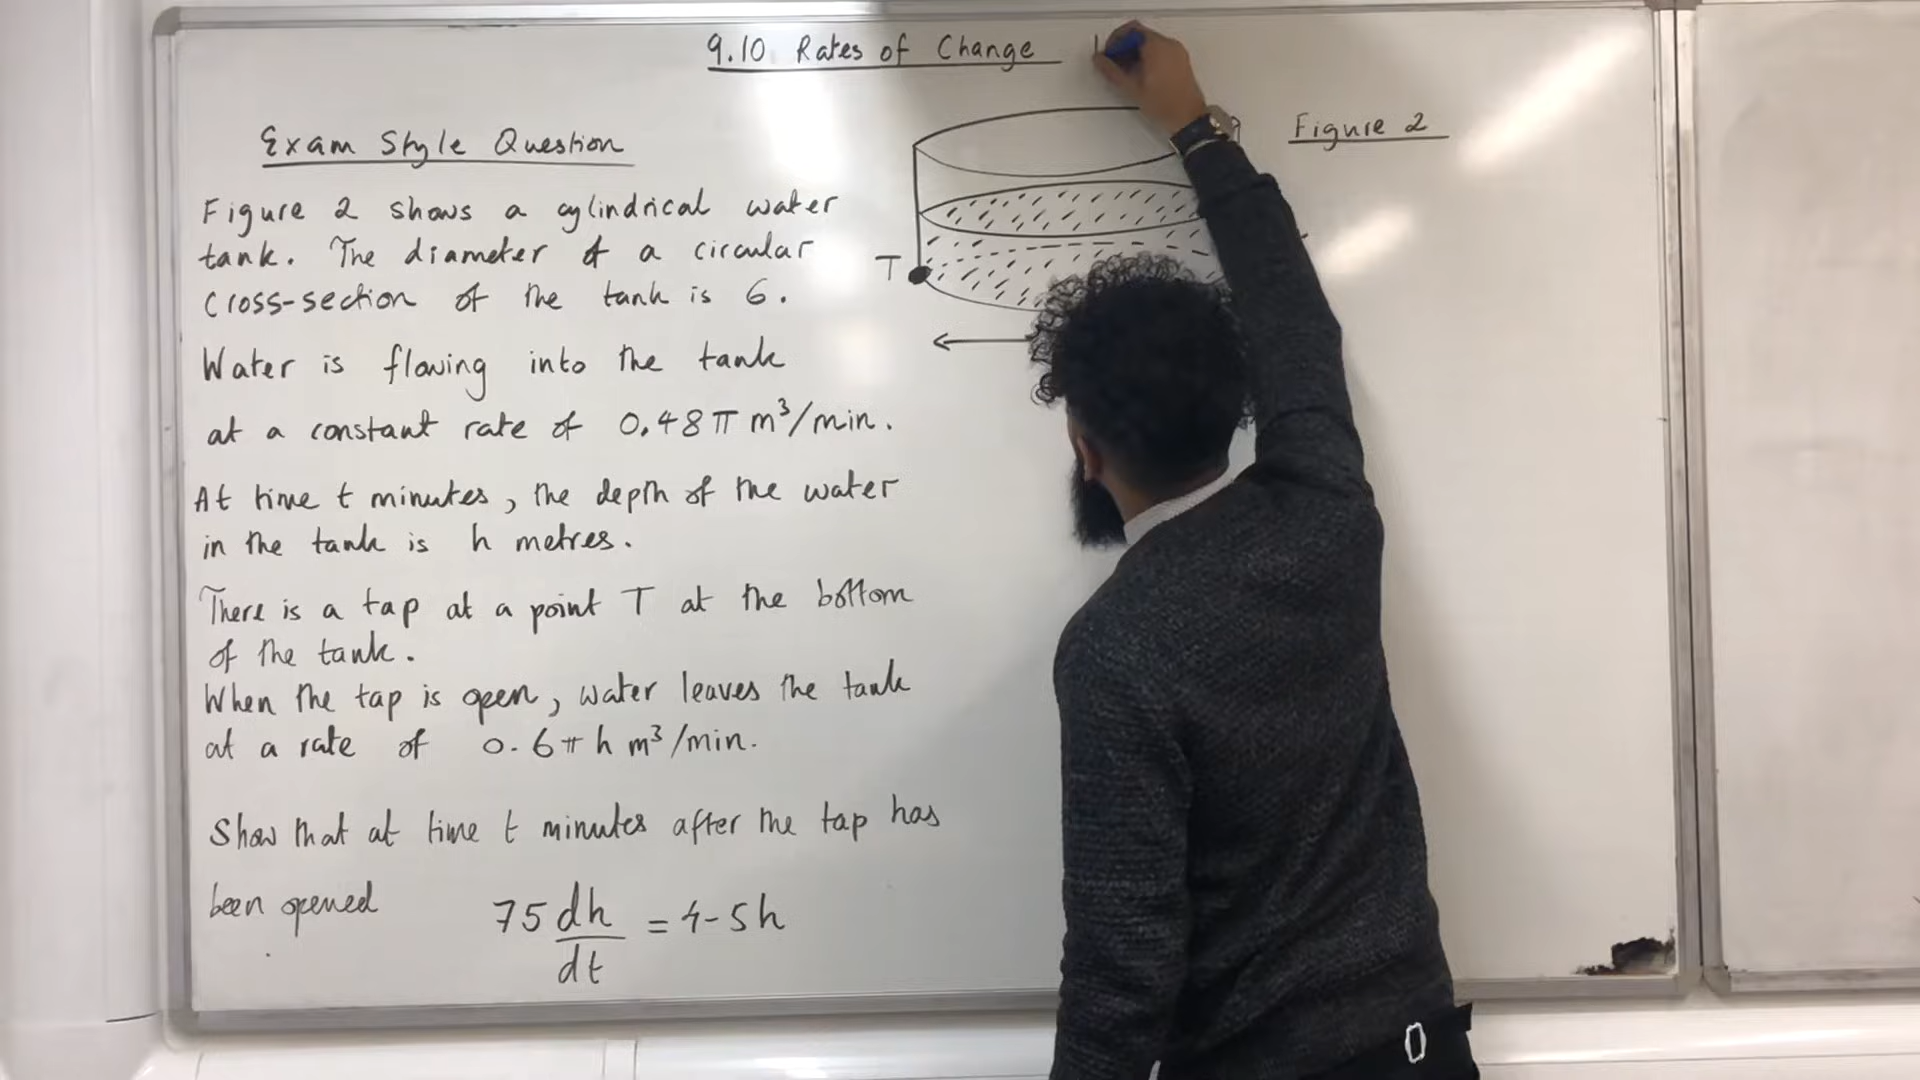 9.10 Rates of Change
Exam Style Question
Figure 2
Figure 2 shows a cylindrical water
tank. The diameter of a circular
cross-section of the tank is 6.
T
Water is flowing into the tank
at a constant rate of 0.48π m³/min.
At time t minutes, the depth of the water
in the tank is h metres.
There is a tap at a point T at the bottom
of the tank.
When the tap is open, water leaves the tank
at a rate of 0.6π h m³/min.
Show that at time t minutes after the tap has
been opened 75 dh/dt = 4-5h